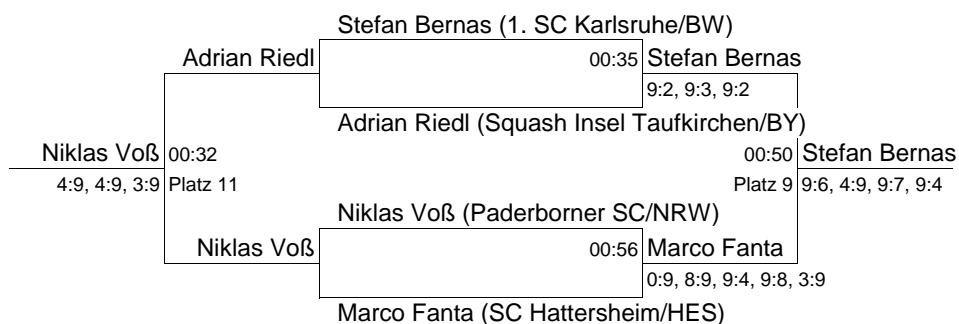 Stefan Bernas (1. SC Karlsruhe/BW)
Adrian Riedl 00:35 Stefan Bernas
9:2, 9:3, 9:2
Adrian Riedl (Squash Insel Taufkirchen/BY)
Niklas Voß 00:32 00:50 Stefan Bernas
4:9, 4:9, 3:9 Platz 11 Platz 9 9:6, 4:9, 9:7, 9:4
Niklas Voß (Paderborner SC/NRW)
Niklas Voß 00:56 Marco Fanta
0:9, 8:9, 9:4, 9:8, 3:9
Marco Fanta (SC Hattersheim/HES)